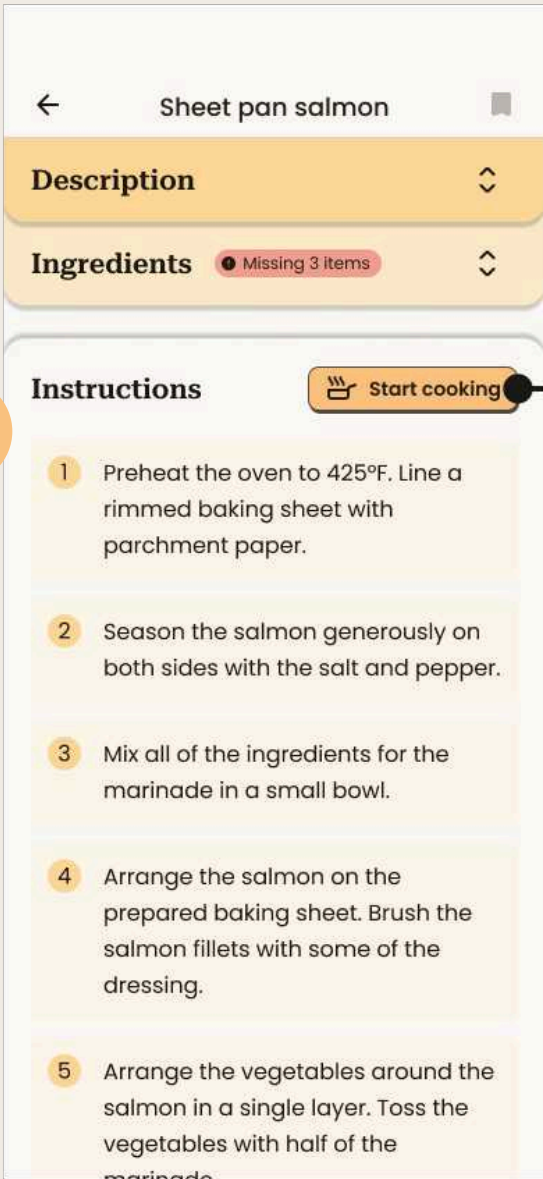 Sheet pan salmon
Description
Ingredients
Missing 3 items
Instructions
Start cooking
1
Preheat the oven to 425°F. Line a
rimmed baking sheet with
parchment paper.
2
Season the salmon generously on
both sides with the salt and pepper.
3
Mix all of the ingredients for the
marinade in a small bowl.
4
Arrange the salmon on the
prepared baking sheet. Brush the
salmon fillets with some of the
dressing.
5
Arrange the vegetables around the
salmon in a single layer. Toss the
vegetables with half of the
marinade.